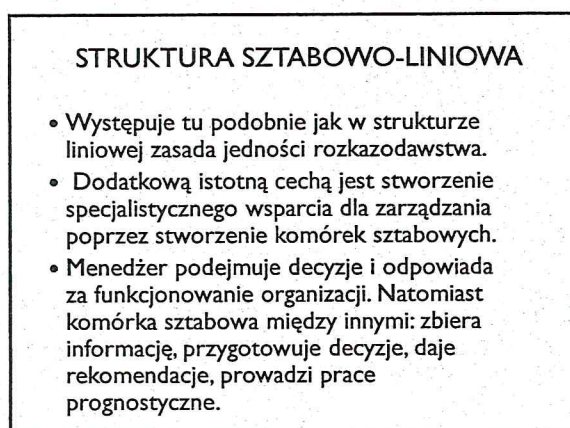 STRUKTURA SZTABOWO-LINIOWA
• Występuje tu podobnie jak w strukturze
liniowej zasada jedności rozkazodawstwa.
• Dodatkową istotną cechą jest stworzenie
specjalistycznego wsparcia dla zarządzania
poprzez stworzenie komórek sztabowych.
• Menedżer podejmuje decyzje i odpowiada
za funkcjonowanie organizacji. Natomiast
komórka sztabowa między innymi: zbiera
informację, przygotowuje decyzje, daje
rekomendacje, prowadzi prace
prognostyczne.